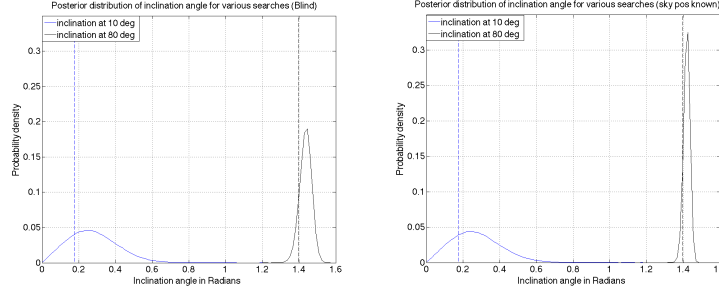 Posterior distribution of inclination angle for various searches (Blind)
inclination at 10 deg
inclination at 80 deg
0.3
0.25
0.2
0.15
0.1
0.05
0
Probability density
0 0.2 0.4 0.6 0.8 1 1.2 1.4 1.6
Inclination angle in Radians
Posterior distribution of inclination angle for various searches (sky pos known)
inclination at 10 deg
inclination at 80 deg
0.3
0.25
0.2
0.15
0.1
0.05
0
Probability density
0 0.2 0.4 0.6 0.8 1 1.2 1.4
Inclination angle in Radians